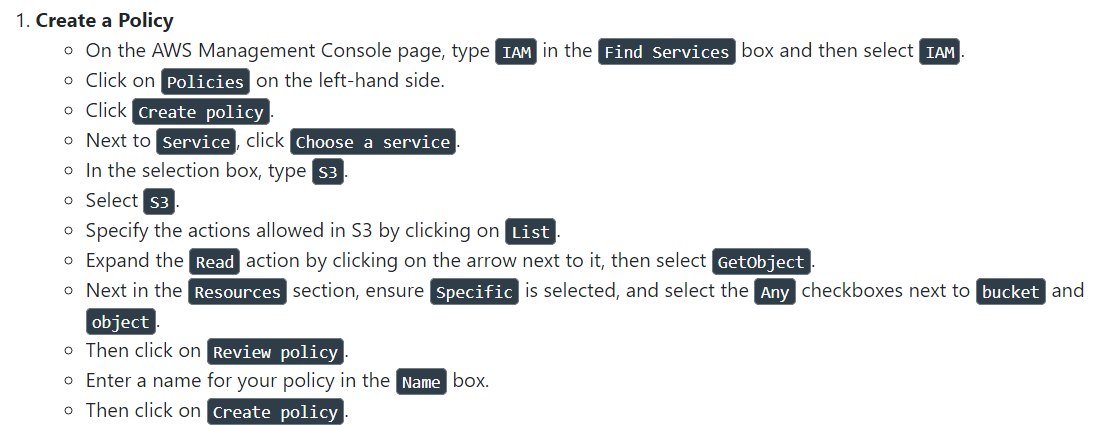 1. Create a Policy
○ On the AWS Management Console page, type IAM in the Find Services box and then select IAM.
○ Click on Policies on the left-hand side.
○ Click Create policy.
○ Next to Service, click Choose a service.
○ In the selection box, type S3.
○ Select S3.
○ Specify the actions allowed in S3 by clicking on List.
○ Expand the Read action by clicking on the arrow next to it, then select GetObject.
○ Next in the Resources section, ensure Specific is selected, and select the Any checkboxes next to bucket and
object.
○ Then click on Review policy.
○ Enter a name for your policy in the Name box.
○ Then click on Create policy.